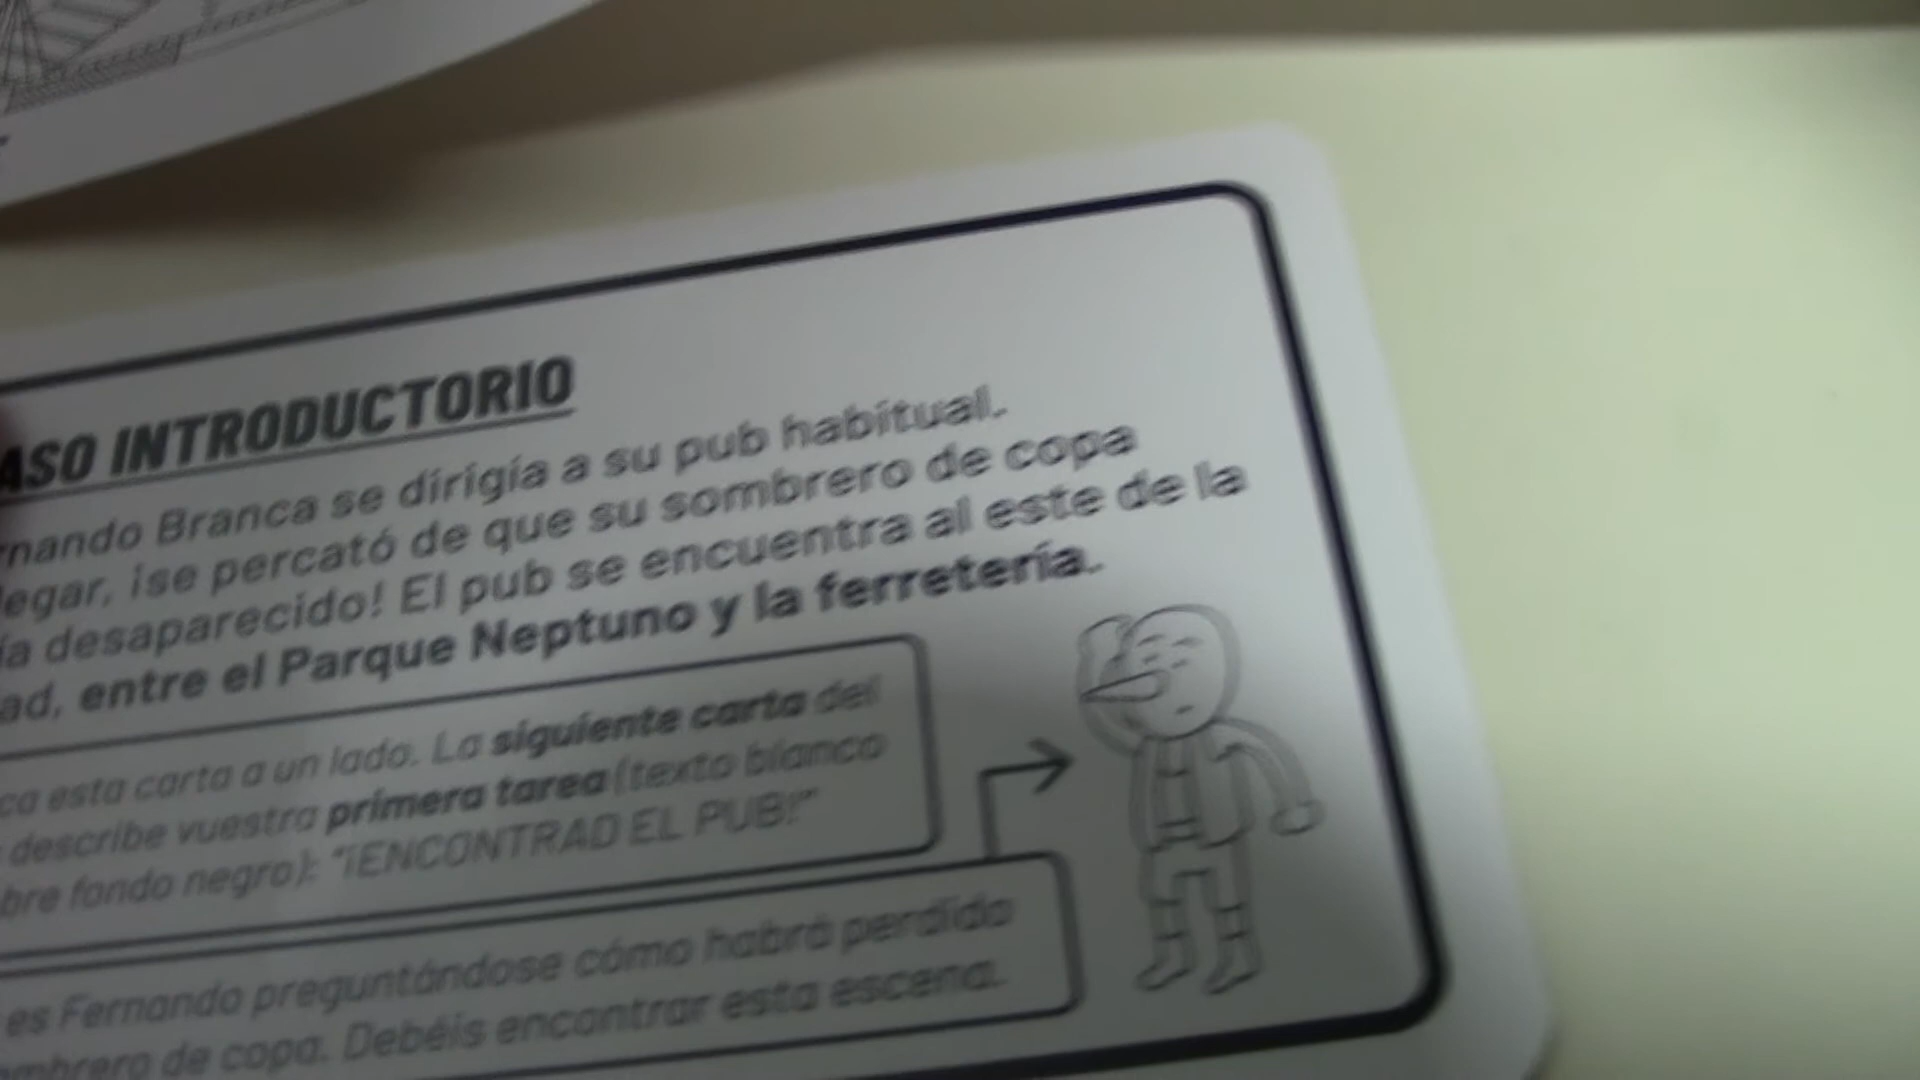 ASO INTRODUCTORIO
rnando Branca se dirigía a su pub habitual.
legar, ¡se percató de que su sombrero de copa
ía desaparecido! El pub se encuentra al este de la
ad, entre el Parque Neptuno y la ferretería.
ca esta carta a un lado. La siguiente carta del
describe vuestra primera tarea (texto blanco
bre fondo negro): "¡ENCONTRAD EL PUB!"
es Fernando preguntándose cómo habrá perdido
ombrero de copa. Debéis encontrar esta escena.